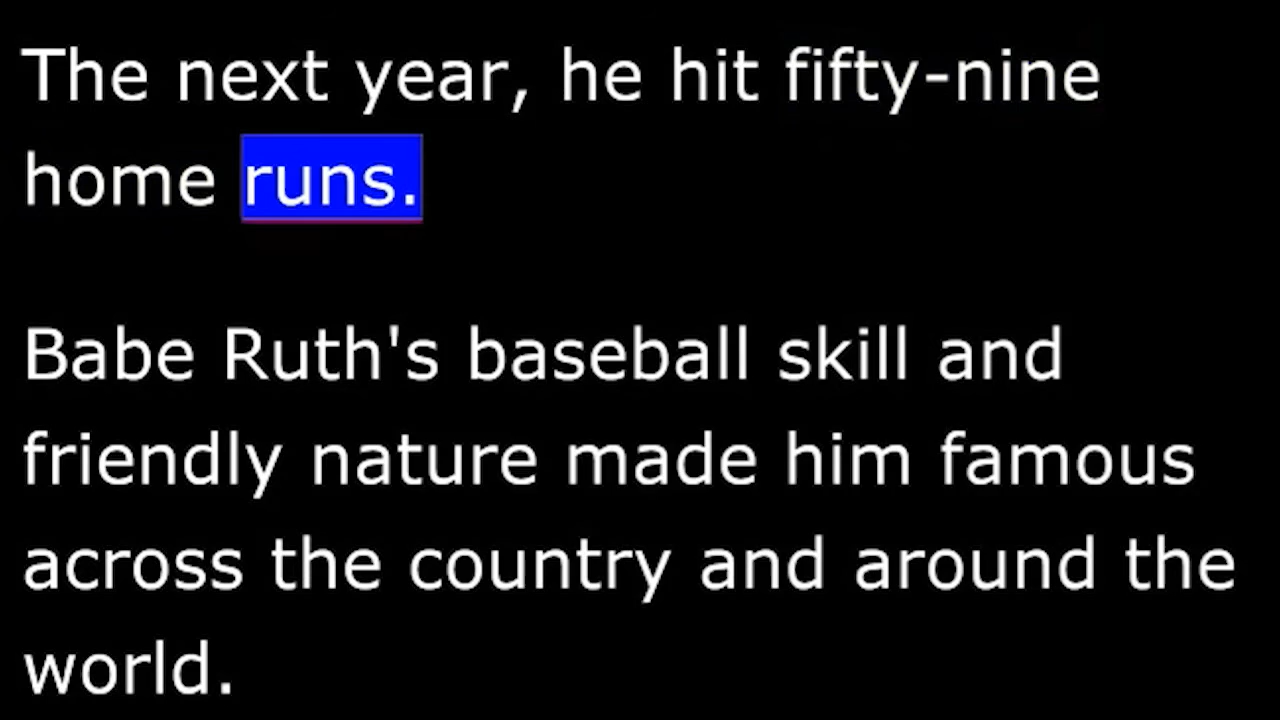 The next year, he hit fifty-nine
home runs.
Babe Ruth's baseball skill and
friendly nature made him famous
across the country and around the
world.